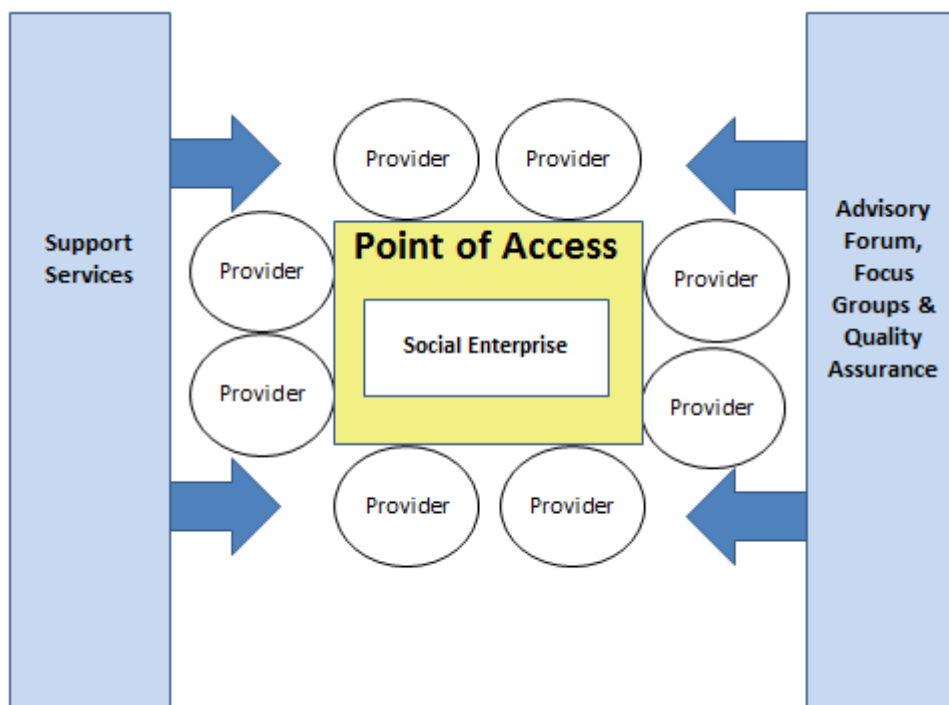 Provider
Provider
Support
Services
Provider
Provider
Point of Access
Social Enterprise
Provider
Provider
Provider
Provider
Advisory
Forum,
Focus
Groups &
Quality
Assurance